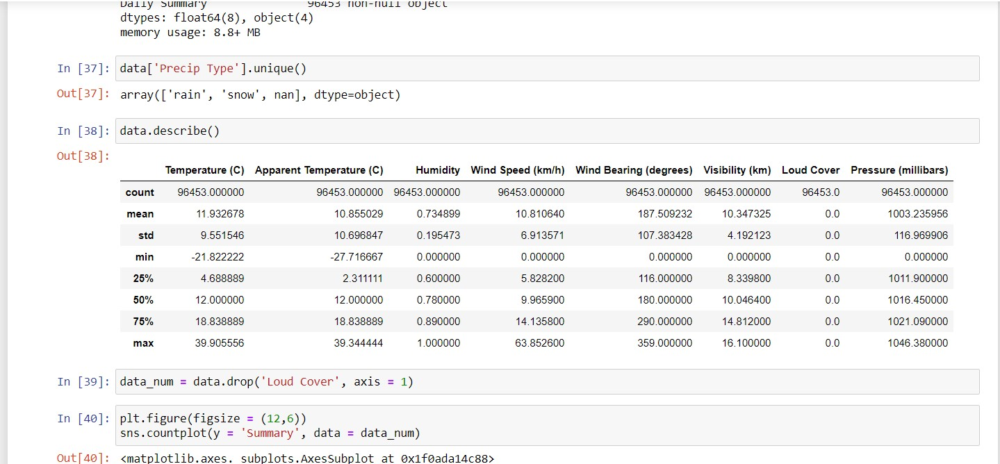 Daily Summary 96453 non-null object
dtypes: float64(8), object(4)
memory usage: 8.8+ MB
In [37]: data['Precip Type'].unique()
Out[37]: array(['rain', 'snow', nan], dtype=object)
In [38]: data.describe()
Out[38]:
Temperature (C) Apparent Temperature (C) Humidity Wind Speed (km/h) Wind Bearing (degrees) Visibility (km) Loud Cover Pressure (millibars)
count 96453.000000 96453.000000 96453.000000 96453.000000 96453.000000 96453.000000 96453.0 96453.000000
mean 11.932678 10.855029 0.734899 10.810640 187.509232 10.347325 0.0 1003.235956
std 9.551546 10.696847 0.195473 6.913571 107.383428 4.192123 0.0 116.969906
min -21.822222 -27.716667 0.000000 0.000000 0.000000 0.000000 0.0 0.000000
25% 4.688889 2.311111 0.600000 5.828200 116.000000 8.339800 0.0 1011.900000
50% 12.000000 12.000000 0.780000 9.965900 180.000000 10.046400 0.0 1016.450000
75% 18.838889 18.838889 0.890000 14.135800 290.000000 14.812000 0.0 1021.090000
max 39.905556 39.344444 1.000000 63.852600 359.000000 16.100000 0.0 1046.380000
In [39]: data_num = data.drop('Loud Cover', axis = 1)
In [40]: plt.figure(figsize = (12,6))
sns.countplot(y = 'Summary', data = data_num)
Out[40]: <matplotlib.axes._subplots.AxesSubplot at 0x1f0ada14c88>